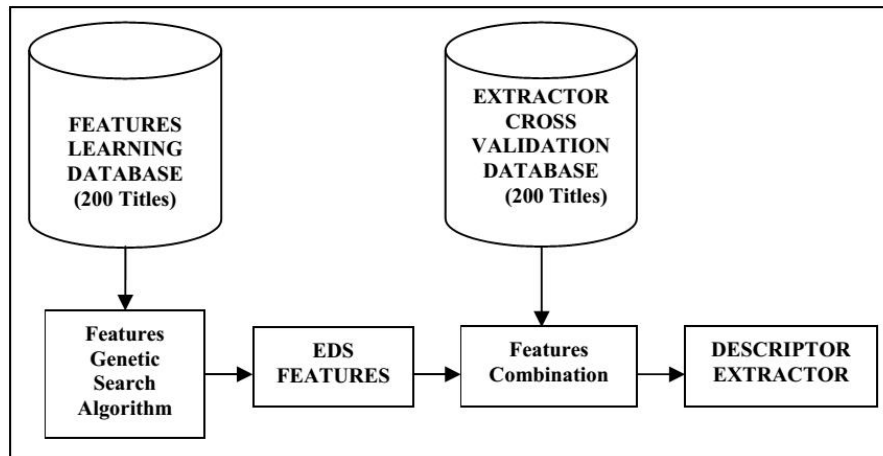 FEATURES
LEARNING
DATABASE
(200 Titles)
EXTRACTOR
CROSS
VALIDATION
DATABASE
(200 Titles)
Features
Genetic
Search
Algorithm
EDS
FEATURES
Features
Combination
DESCRIPTOR
EXTRACTOR